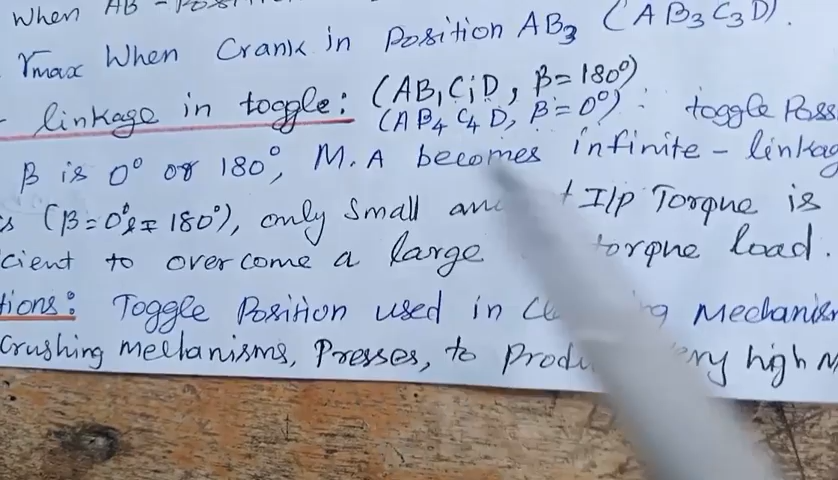 When AB - Posit
rmax When Crank in Position AB3 (AB3C3D).
- linkage in toggle: (AB1C1D, β=180°)
(AB4C4D, β=0°): toggle Poss
β is 0° or 180°, M.A becomes infinite - linkag
s (β=0° & 180°), only small I/p Torque is
cient to overcome a large torque load.
tions: Toggle Position used in Mechanism
Crushing mechanisms, Presses, to high